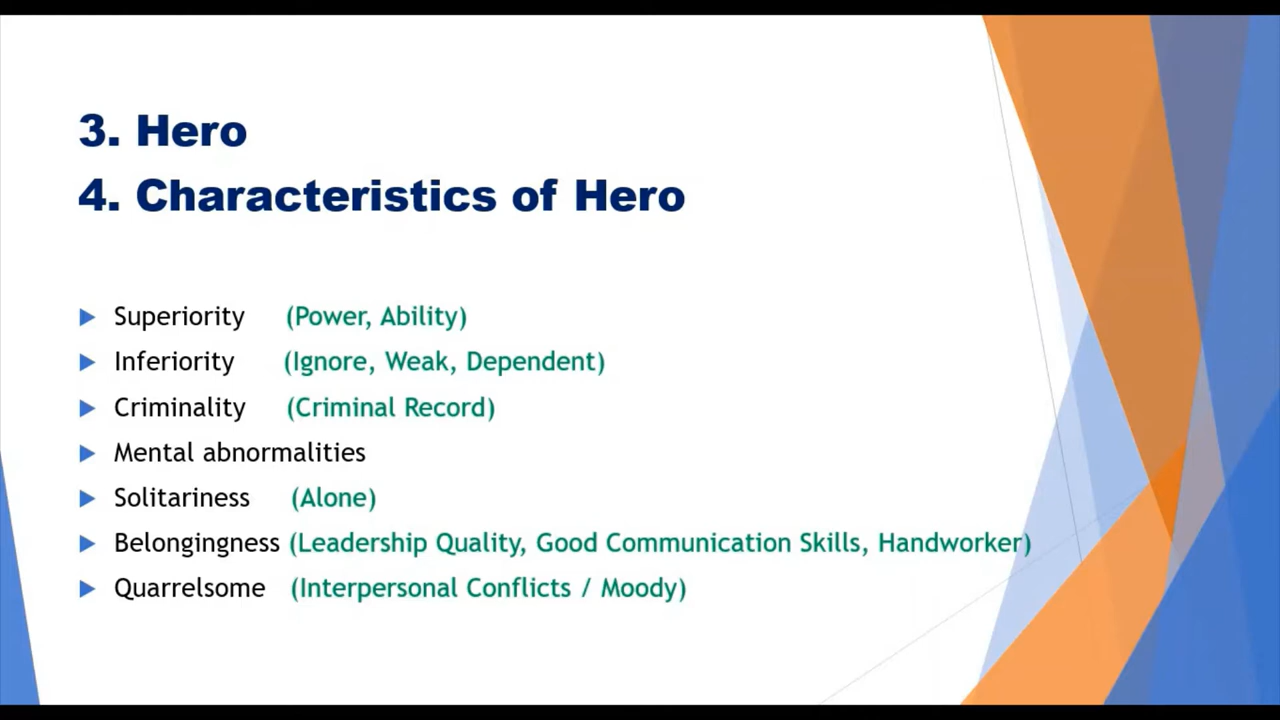 3. Hero
4. Characteristics of Hero
Superiority (Power, Ability)
Inferiority (Ignore, Weak, Dependent)
Criminality (Criminal Record)
Mental abnormalities
Solitariness (Alone)
Belongingness (Leadership Quality, Good Communication Skills, Handworker)
Quarrelsome (Interpersonal Conflicts / Moody)